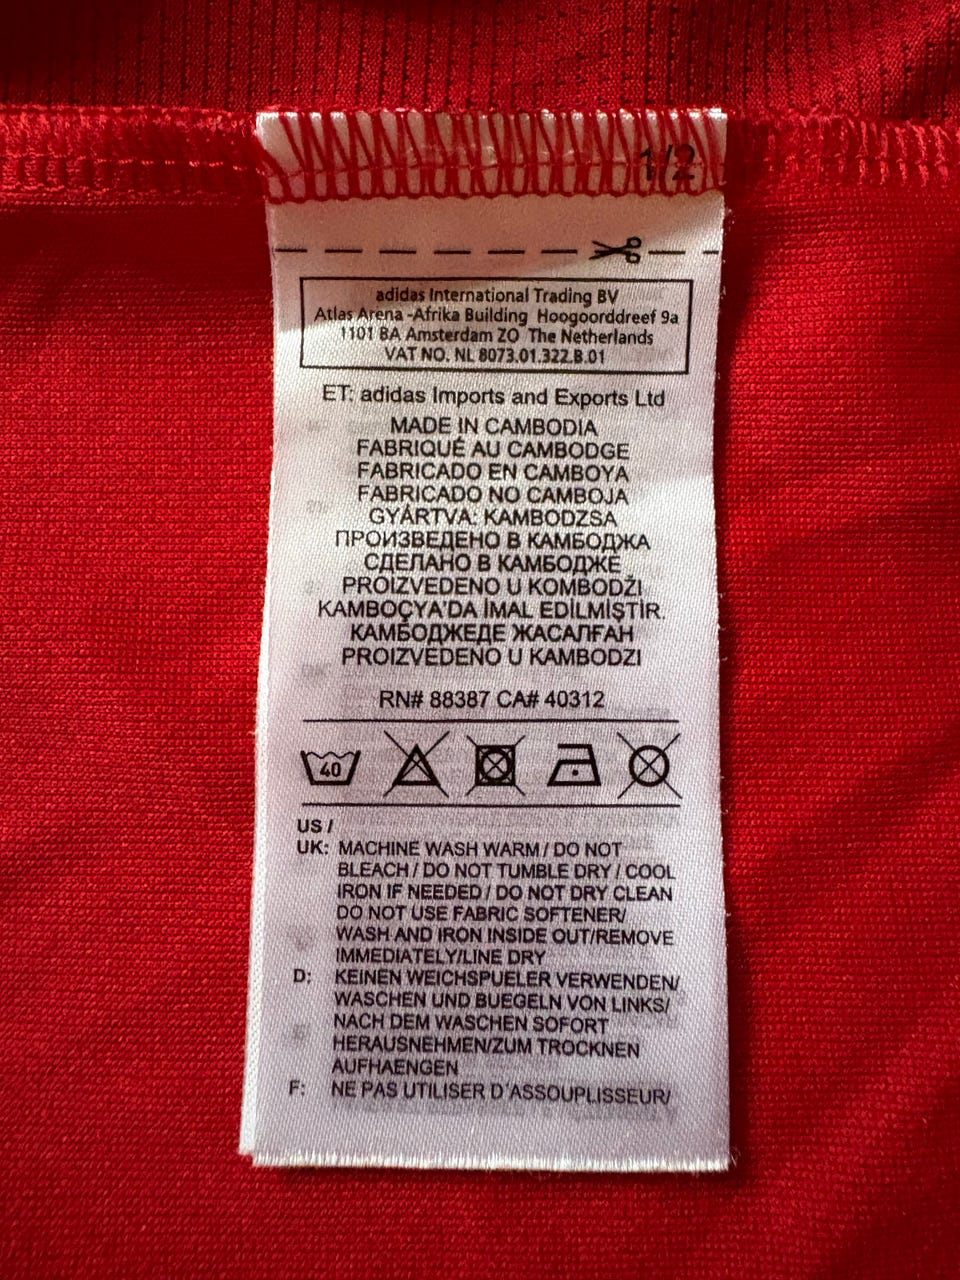 1/2
adidas International Trading BV
Atlas Arena -Afrika Building Hoogoorddreef 9a
1101 BA Amsterdam ZO The Netherlands
VAT NO. NL 8073.01.322.B.01
ET: adidas Imports and Exports Ltd
MADE IN CAMBODIA
FABRIQUÉ AU CAMBODGE
FABRICADO EN CAMBOYA
FABRICADO NO CAMBOJA
GYÁRTVA: KAMBODZSA
ПРОИЗВЕДЕНО В КАМБОДЖА
СДЕЛАНО В КАМБОДЖЕ
PROIZVEDENO U KOMBODŽI
KAMBOÇYA'DA İMAL EDİLMİŞTİR.
КАМБОДЖЕДЕ ЖАСАЛҒАН
PROIZVEDENO U KAMBODZI
RN# 88387 CA# 40312
40
US /
UK: MACHINE WASH WARM / DO NOT
BLEACH / DO NOT TUMBLE DRY / COOL
IRON IF NEEDED / DO NOT DRY CLEAN
DO NOT USE FABRIC SOFTENER/
WASH AND IRON INSIDE OUT/REMOVE
IMMEDIATELY/LINE DRY
D: KEINEN WEICHSPUELER VERWENDEN/
WASCHEN UND BUEGELN VON LINKS/
NACH DEM WASCHEN SOFORT
HERAUSNEHMEN/ZUM TROCKNEN
AUFHAENGEN
F: NE PAS UTILISER D'ASSOUPLISSEUR/